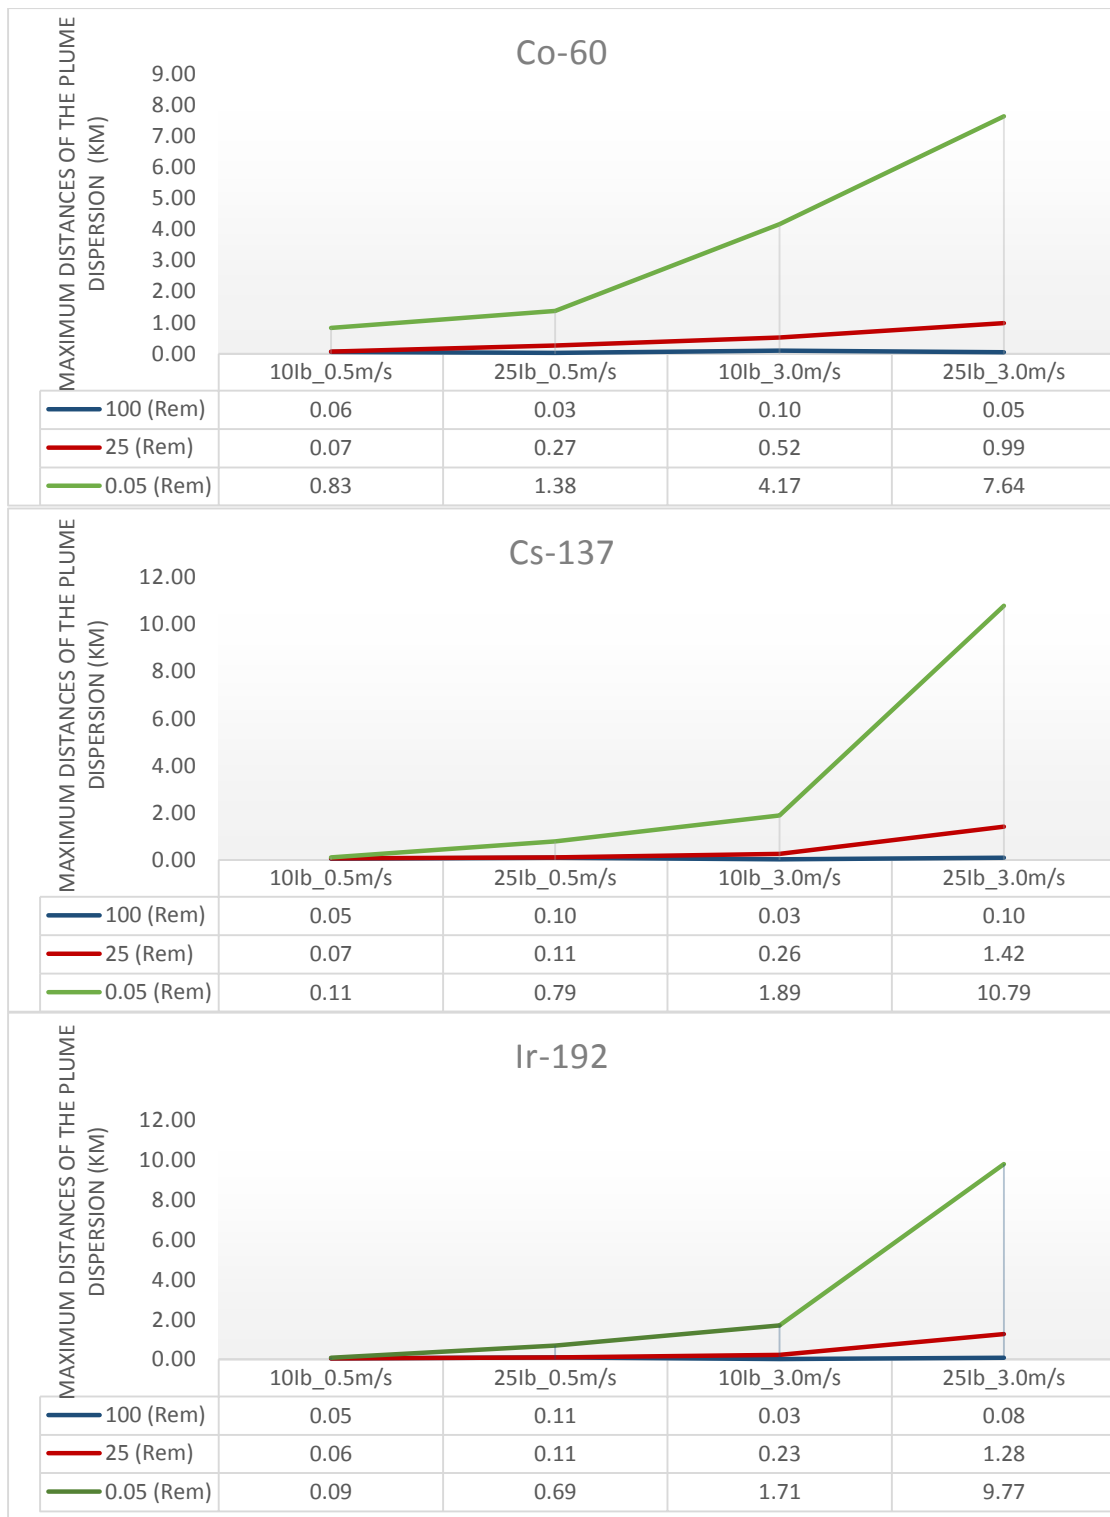 Co-60
MAXIMUM DISTANCES OF THE PLUME
DISPERSION (KM)
9.00
8.00
7.00
6.00
5.00
4.00
3.00
2.00
1.00
0.00
10Ib_0.5m/s 25Ib_0.5m/s 10Ib_3.0m/s 25Ib_3.0m/s
100 (Rem) 0.06 0.03 0.10 0.05
25 (Rem) 0.07 0.27 0.52 0.99
0.05 (Rem) 0.83 1.38 4.17 7.64
Cs-137
MAXIMUM DISTANCES OF THE PLUME
DISPERSION (KM)
12.00
10.00
8.00
6.00
4.00
2.00
0.00
10Ib_0.5m/s 25Ib_0.5m/s 10Ib_3.0m/s 25Ib_3.0m/s
100 (Rem) 0.05 0.10 0.03 0.10
25 (Rem) 0.07 0.11 0.26 1.42
0.05 (Rem) 0.11 0.79 1.89 10.79
Ir-192
MAXIMUM DISTANCES OF THE PLUME
DISPERSION (KM)
12.00
10.00
8.00
6.00
4.00
2.00
0.00
10Ib_0.5m/s 25Ib_0.5m/s 10Ib_3.0m/s 25Ib_3.0m/s
100 (Rem) 0.05 0.11 0.03 0.08
25 (Rem) 0.06 0.11 0.23 1.28
0.05 (Rem) 0.09 0.69 1.71 9.77